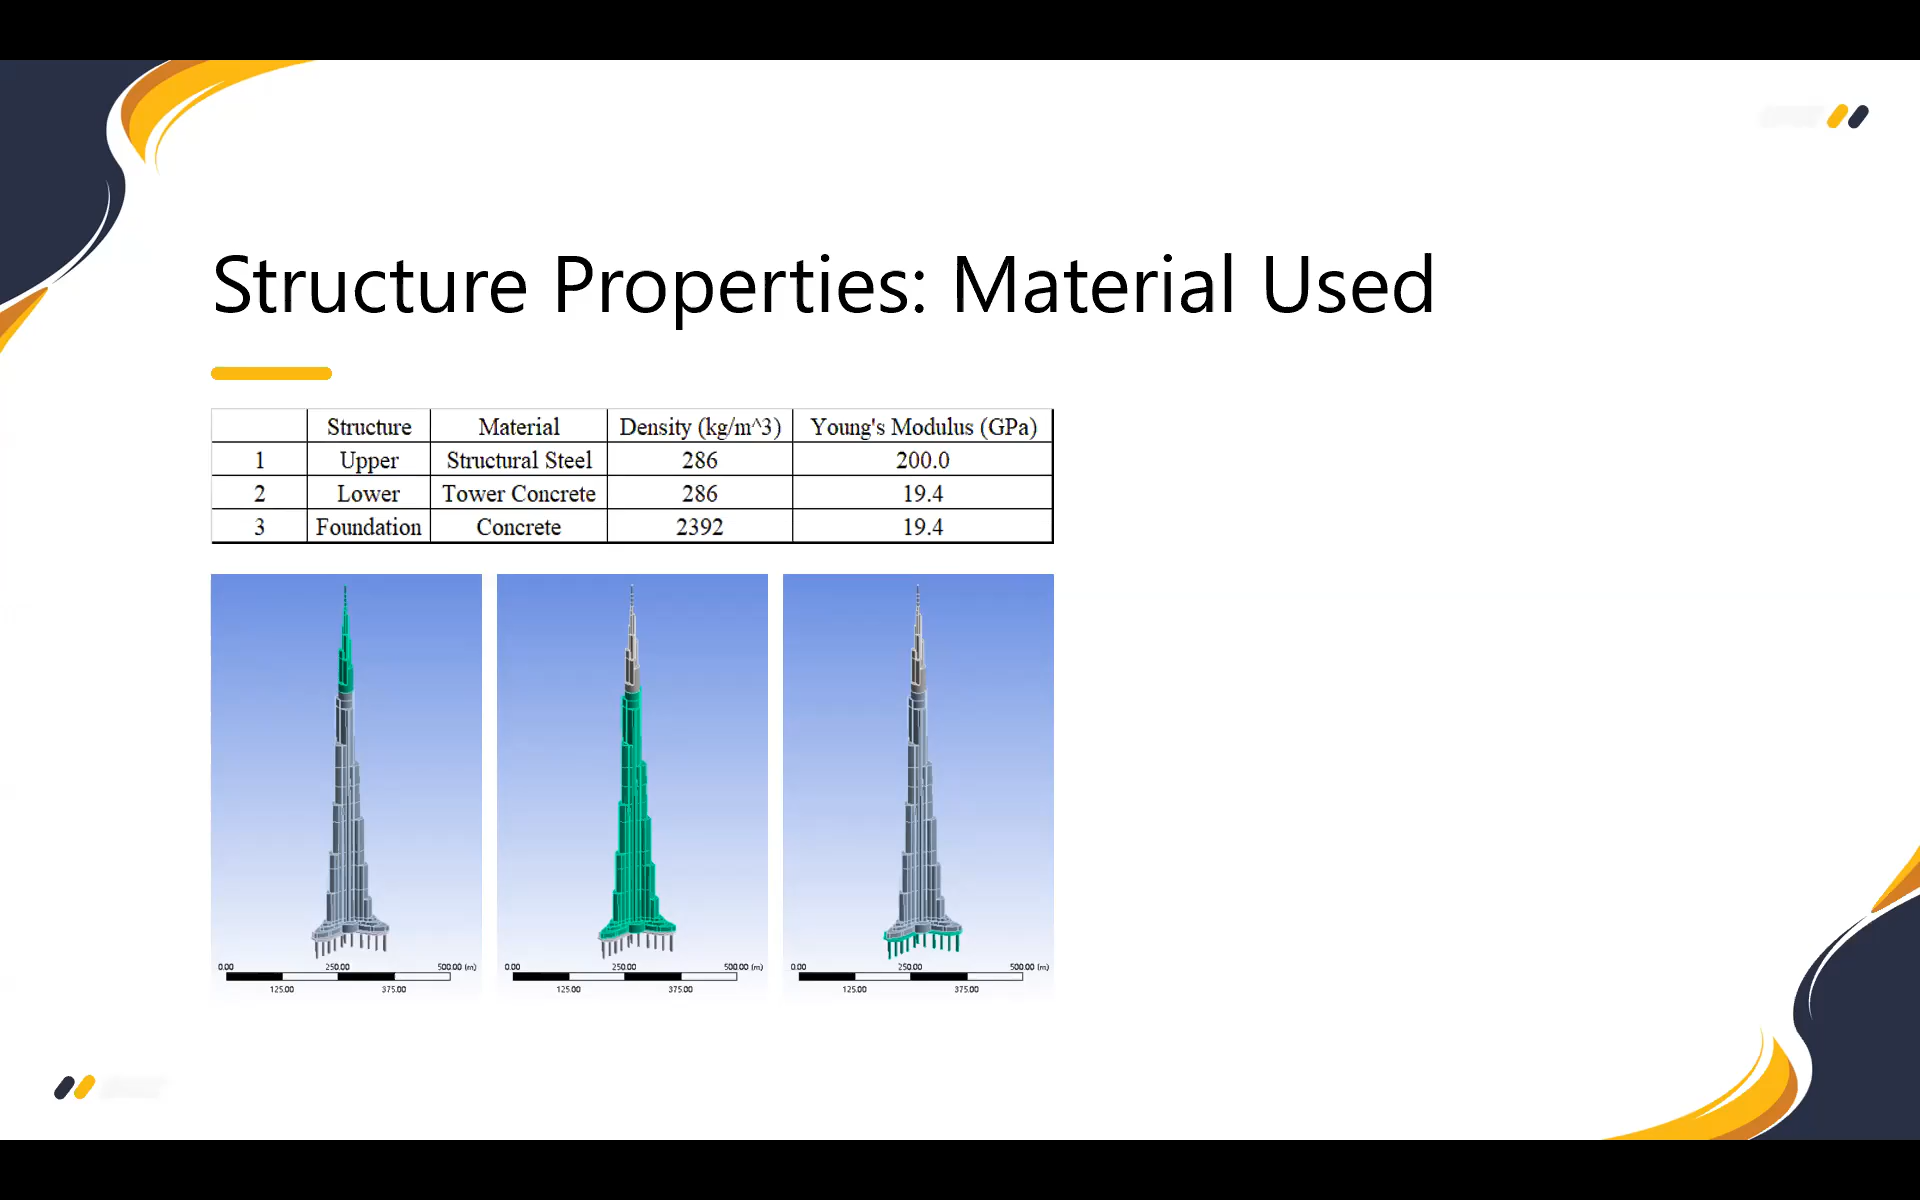 Structure Properties: Material Used
Structure Material Density (kg/m^3) Young's Modulus (GPa)
1 Upper Structural Steel 286 200.0
2 Lower Tower Concrete 286 19.4
3 Foundation Concrete 2392 19.4
0.00 250.00 500.00 (m)
125.00 375.00
0.00 250.00 500.00 (m)
125.00 375.00
0.00 250.00 500.00 (m)
125.00 375.00